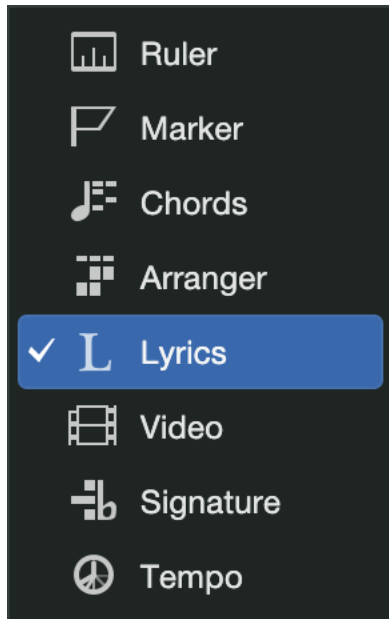 Ruler
Marker
Chords
Arranger
L Lyrics
Video
Signature
Tempo